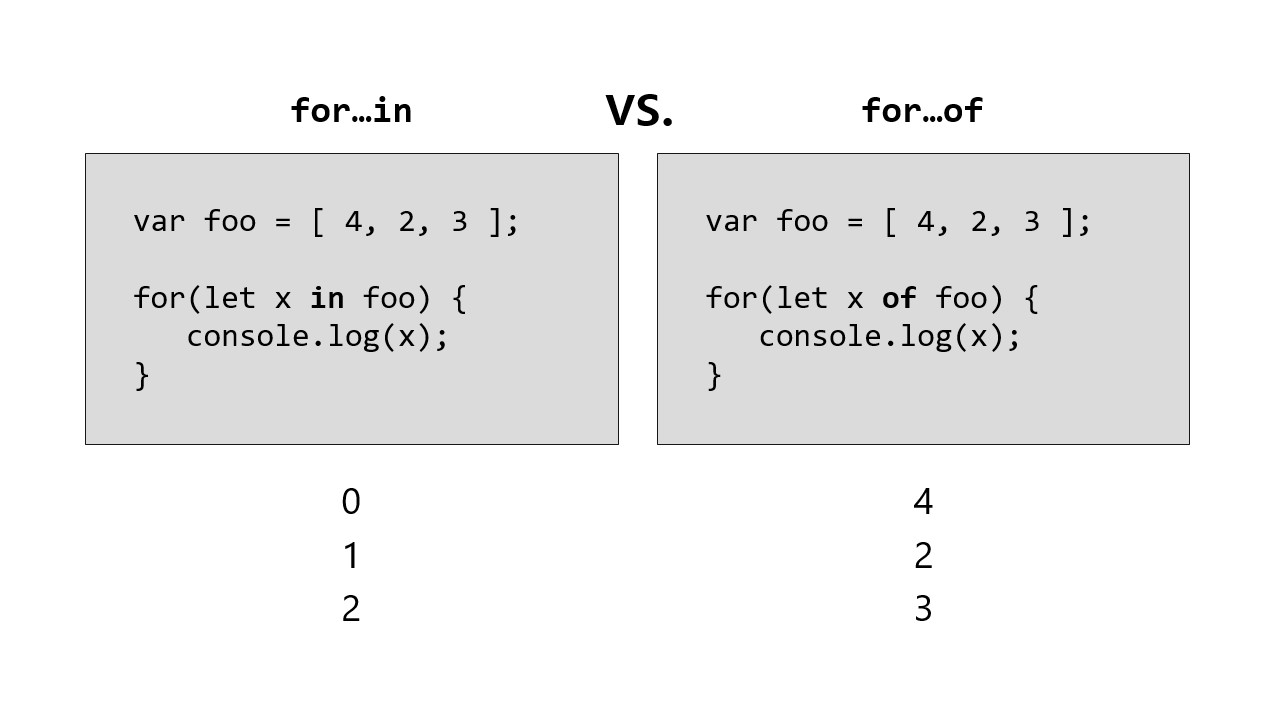 for…in
VS.
for…of
var foo = [ 4, 2, 3 ];
for(let x in foo) {
   console.log(x);
}
var foo = [ 4, 2, 3 ];
for(let x of foo) {
   console.log(x);
}
0
1
2
4
2
3